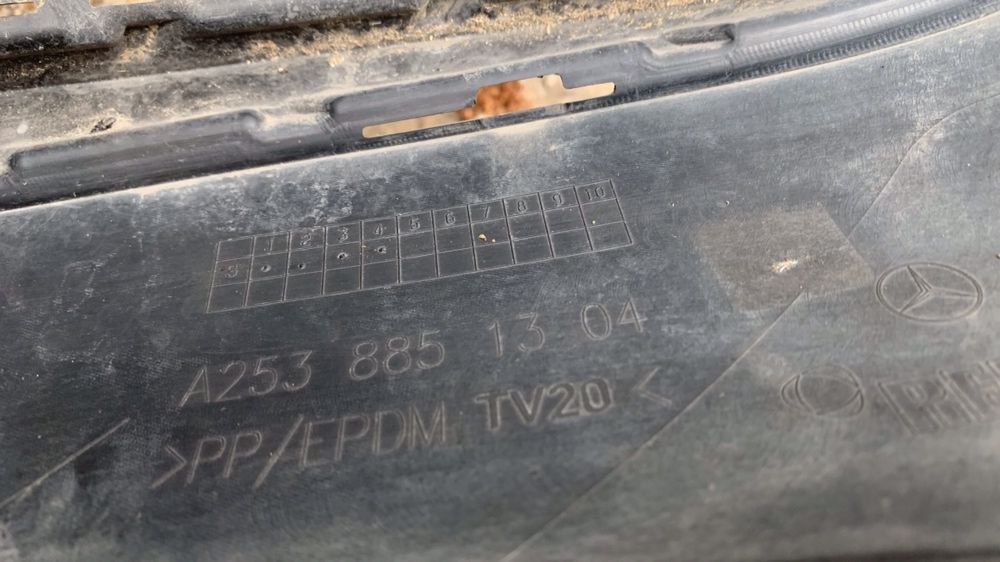 1 2 3 4 5 6 7 8 9 10
A253 885 13 04
>PP/EPDM TV20<